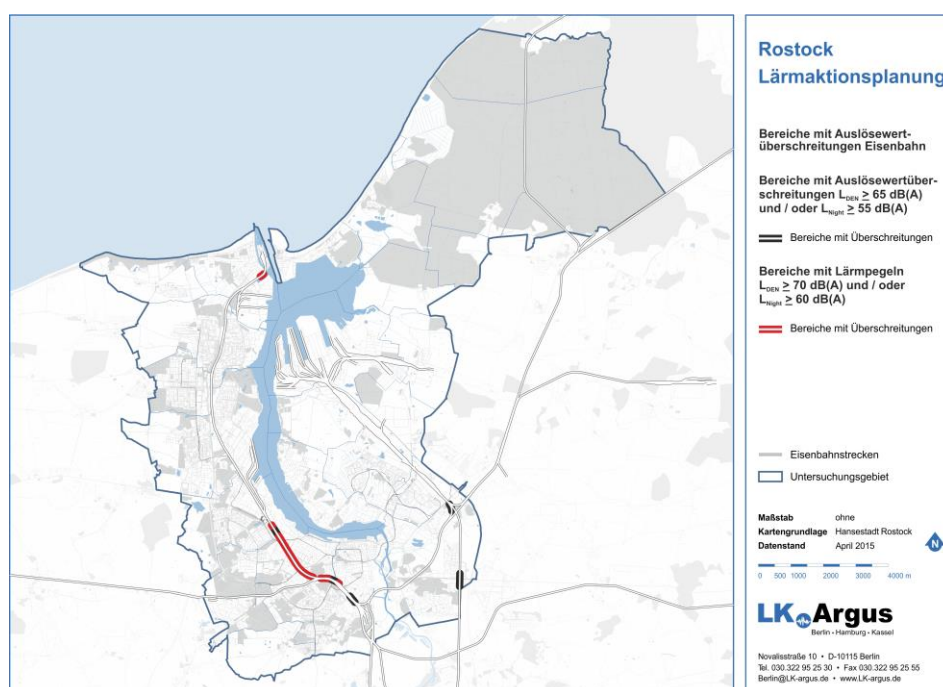 Rostock
Lärmaktionsplanung
Bereiche mit Auslösewert-
überschreitungen Eisenbahn
Bereiche mit Auslösewertüber-
schreitungen LDEN ≥ 65 dB(A)
und / oder LNight ≥ 55 dB(A)
Bereiche mit Überschreitungen
Bereiche mit Lärmpegeln
LDEN ≥ 70 dB(A) und / oder
LNight ≥ 60 dB(A)
Bereiche mit Überschreitungen
Eisenbahnstrecken
Untersuchungsgebiet
Maßstab ohne
Kartengrundlage Hansestadt Rostock
Datenstand April 2015
N
0 500 1000 2000 3000 4000 m
LK Argus
Berlin • Hamburg • Kassel
Novalisstraße 10 • D-10115 Berlin
Tel. 030.322 95 25 30 • Fax 030.322 95 25 55
Berlin@LK-argus.de • www.LK-argus.de